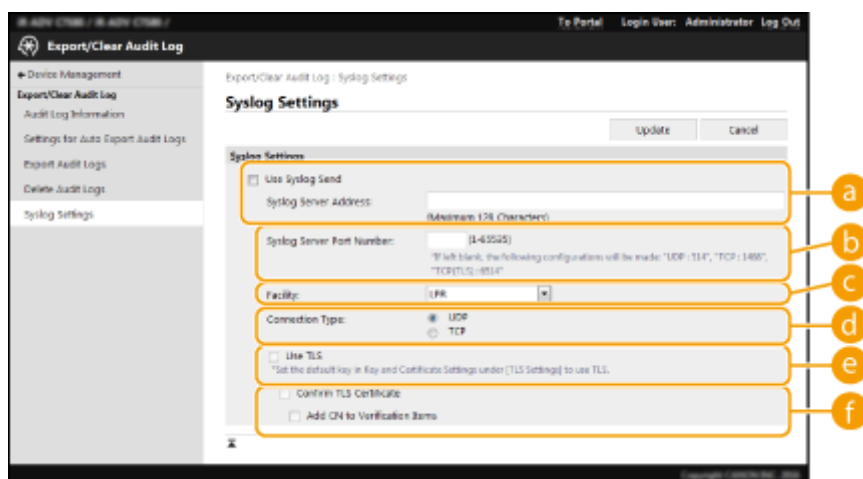 To Portal Login User: Administrator Log Out
Export/Clear Audit Log
Device Management
Export/Clear Audit Log
Audit Log Information
Settings for Auto Export Audit Logs
Export Audit Logs
Delete Audit Logs
Syslog Settings
Export/Clear Audit Log : Syslog Settings
Syslog Settings
Update Cancel
Syslog Settings
Use Syslog Send
Syslog Server Address:
(Maximum 128 Characters)
a
Syslog Server Port Number: (1-65535)
"If left blank, the following configurations will be made: "UDP : 514", "TCP : 1468",
"TCP(TLS) : 6514"
b
Facility: LPR
c
Connection Type: UDP
TCP
d
Use TLS
*Set the default key in Key and Certificate Settings under [TLS Settings] to use TLS.
e
Confirm TLS Certificate
Add CN to Verification Items
f
Copyright CANON INC.